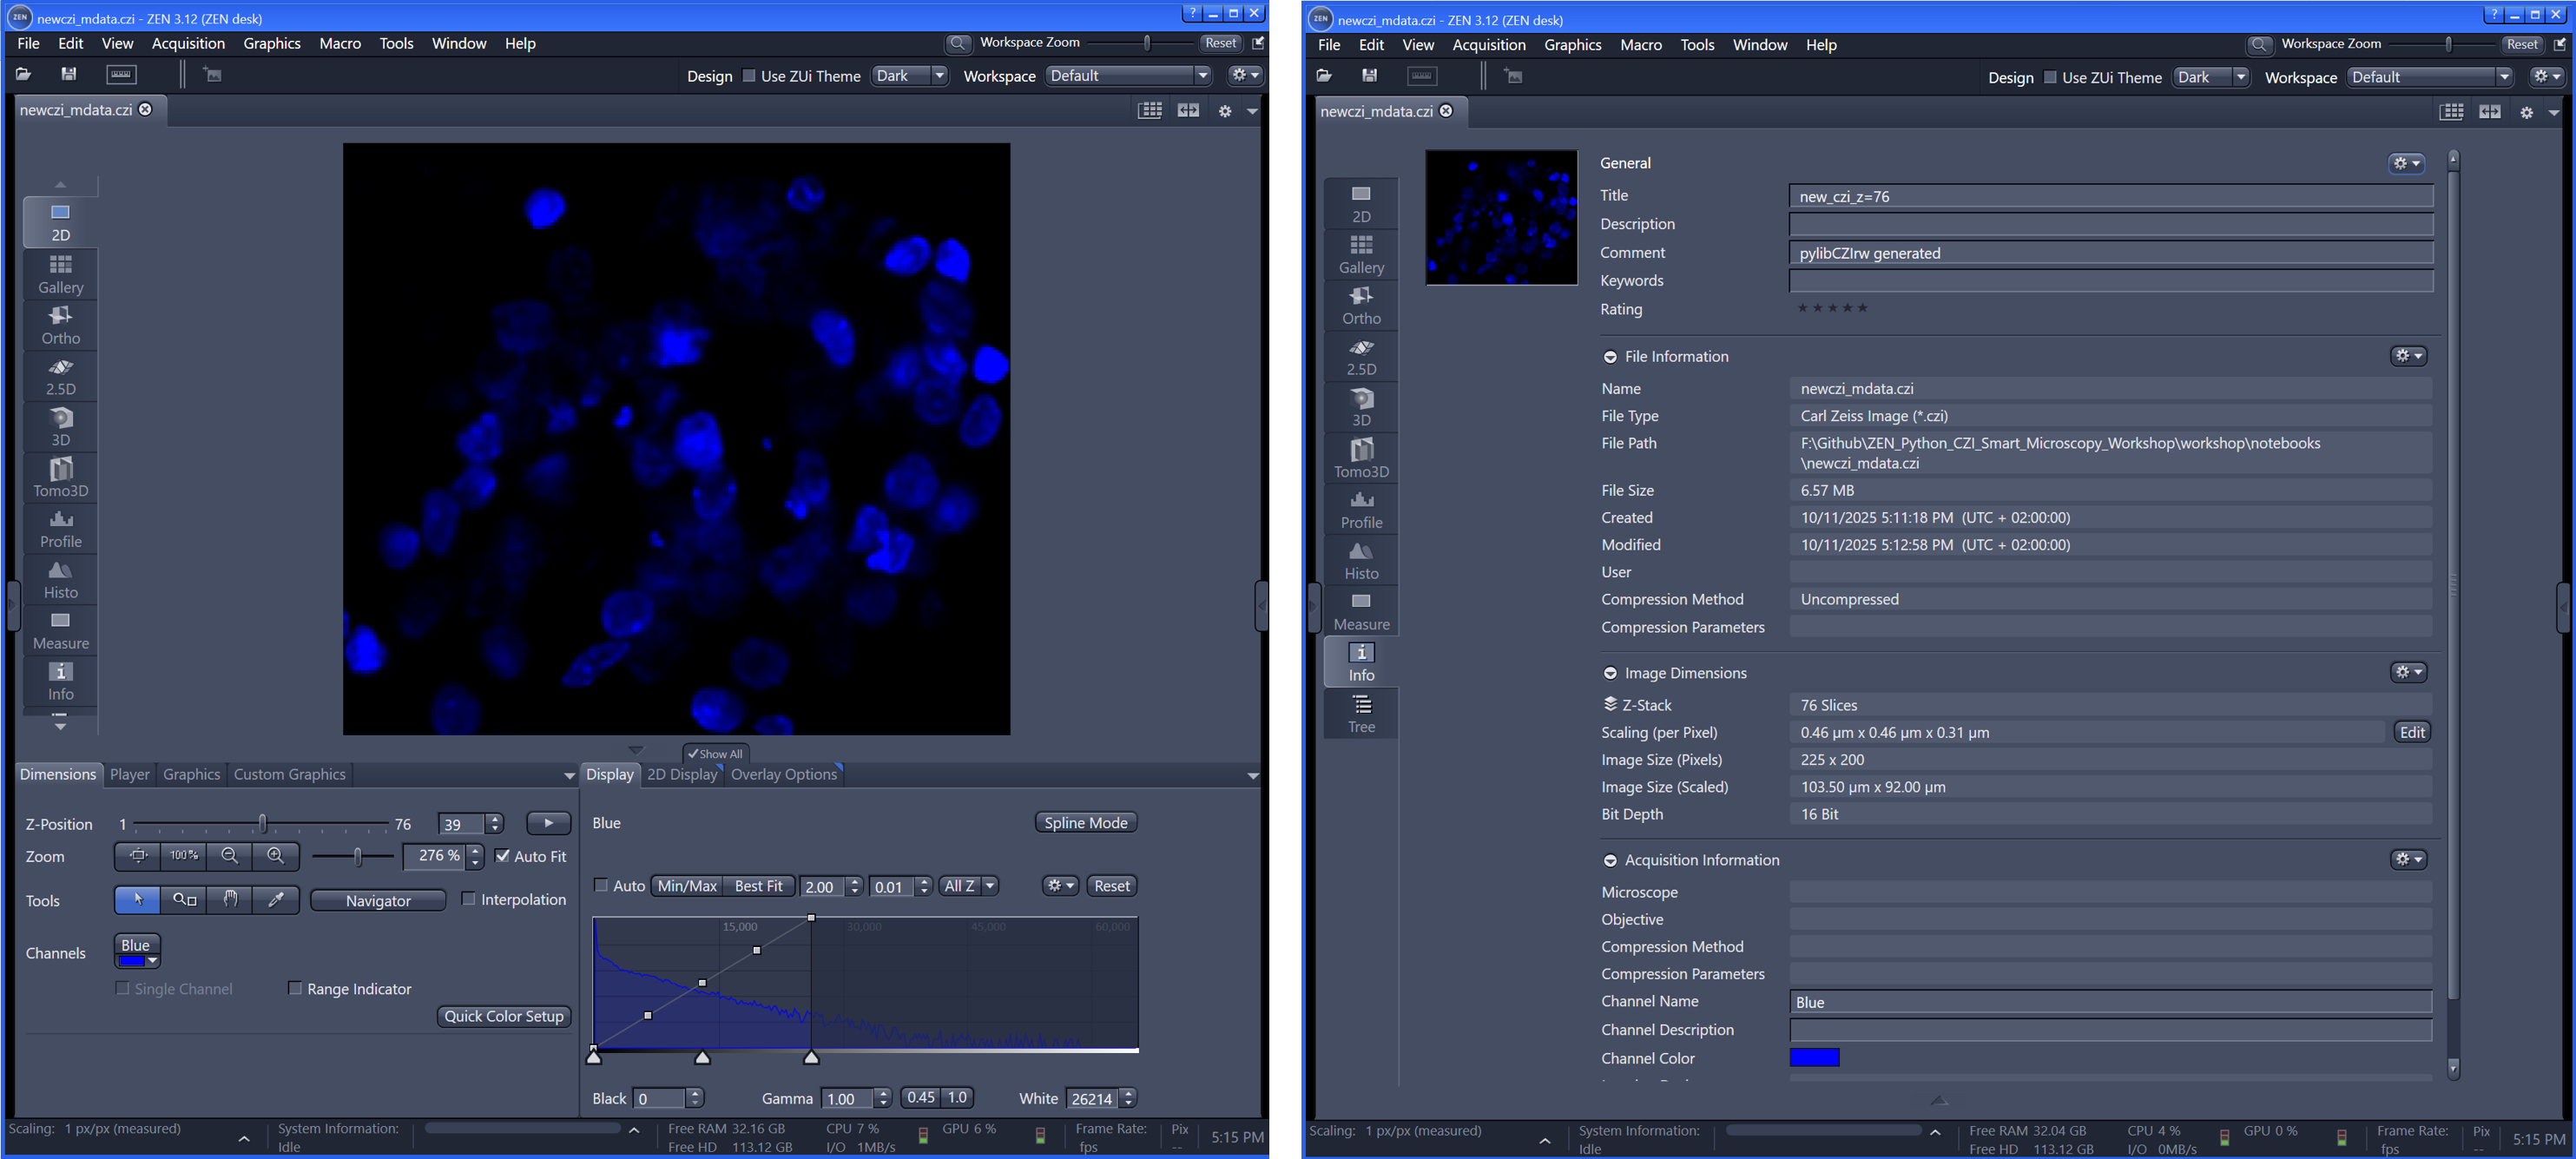 ZEN newczi_mdata.czi - ZEN 3.12 (ZEN desk) ?
File Edit View Acquisition Graphics Macro Tools Window Help Workspace Zoom Reset
Design Use ZUi Theme Dark Workspace Default
newczi_mdata.czi
2D
Gallery
Ortho
2.5D
3D
Tomo3D
Profile
Histo
Measure
Info
Show All
Dimensions Player Graphics Custom Graphics
Z-Position 1 76 39
Zoom 100% 276 % Auto Fit
Tools Navigator Interpolation
Channels Blue
Single Channel Range Indicator
Quick Color Setup
Display 2D Display Overlay Options
Blue Spline Mode
Auto Min/Max Best Fit 2.00 0.01 All Z Reset
15,000 30,000 45,000 60,000
Black 0 Gamma 1.00 0.45 1.0 White 26214
Scaling: 1 px/px (measured) System Information: Free RAM 32.16 GB CPU 7 % GPU 6 % Frame Rate: Pix 5:15 PM
Idle Free HD 113.12 GB I/O 1MB/s fps --
ZEN newczi_mdata.czi - ZEN 3.12 (ZEN desk) ?
File Edit View Acquisition Graphics Macro Tools Window Help Workspace Zoom Reset
Design Use ZUi Theme Dark Workspace Default
newczi_mdata.czi
2D
Gallery
Ortho
2.5D
3D
Tomo3D
Profile
Histo
Measure
Info
Tree
General
Title new_czi_z=76
Description
Comment pylibCZIrw generated
Keywords
Rating
File Information
Name newczi_mdata.czi
File Type Carl Zeiss Image (*.czi)
File Path F:\Github\ZEN_Python_CZI_Smart_Microscopy_Workshop\workshop\notebooks
\newczi_mdata.czi
File Size 6.57 MB
Created 10/11/2025 5:11:18 PM (UTC + 02:00:00)
Modified 10/11/2025 5:12:58 PM (UTC + 02:00:00)
User
Compression Method Uncompressed
Compression Parameters
Image Dimensions
Z-Stack 76 Slices
Scaling (per Pixel) 0.46 µm x 0.46 µm x 0.31 µm Edit
Image Size (Pixels) 225 x 200
Image Size (Scaled) 103.50 µm x 92.00 µm
Bit Depth 16 Bit
Acquisition Information
Microscope
Objective
Compression Method
Compression Parameters
Channel Name Blue
Channel Description
Channel Color
Scaling: 1 px/px (measured) System Information: Free RAM 32.04 GB CPU 4 % GPU 0 % Frame Rate: Pix 5:15 PM
Idle Free HD 113.12 GB I/O 0MB/s fps --